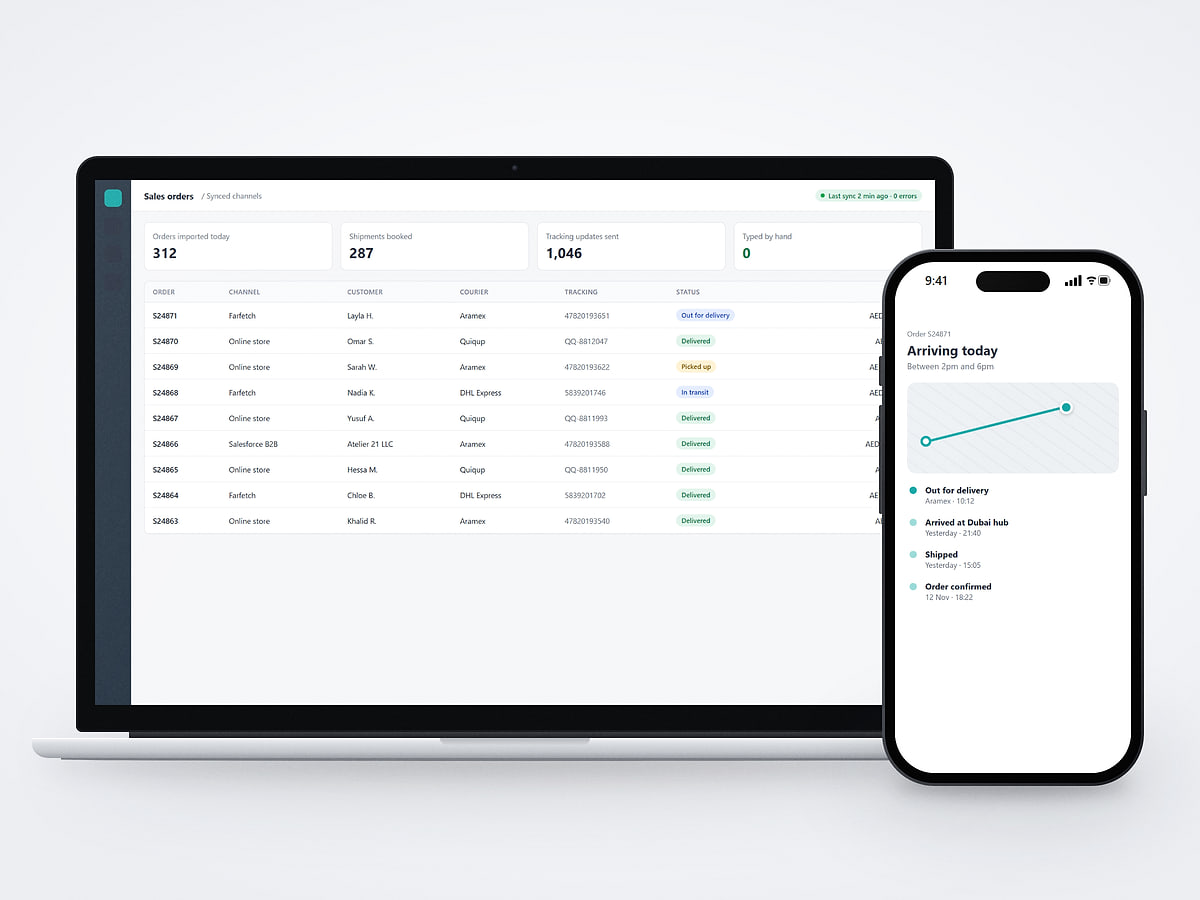 Sales orders / Synced channels
Last sync 2 min ago · 0 errors
Orders imported today
312
Shipments booked
287
Tracking updates sent
1,046
Typed by hand
0
ORDER CHANNEL CUSTOMER COURIER TRACKING STATUS
S24871 Farfetch Layla H. Aramex 47820193651 Out for delivery AED
S24870 Online store Omar S. Quiqup QQ-8812047 Delivered
S24869 Online store Sarah W. Aramex 47820193622 Picked up
S24868 Farfetch Nadia K. DHL Express 5839201746 In transit AED
S24867 Online store Yusuf A. Quiqup QQ-8811993 Delivered
S24866 Salesforce B2B Atelier 21 LLC Aramex 47820193588 Delivered AED
S24865 Online store Hessa M. Quiqup QQ-8811950 Delivered
S24864 Farfetch Chloe B. DHL Express 5839201702 Delivered
S24863 Online store Khalid R. Aramex 47820193540 Delivered
9:41
Order S24871
Arriving today
Between 2pm and 6pm
Out for delivery
Aramex · 10:12
Arrived at Dubai hub
Yesterday · 21:40
Shipped
Yesterday · 15:05
Order confirmed
12 Nov · 18:22